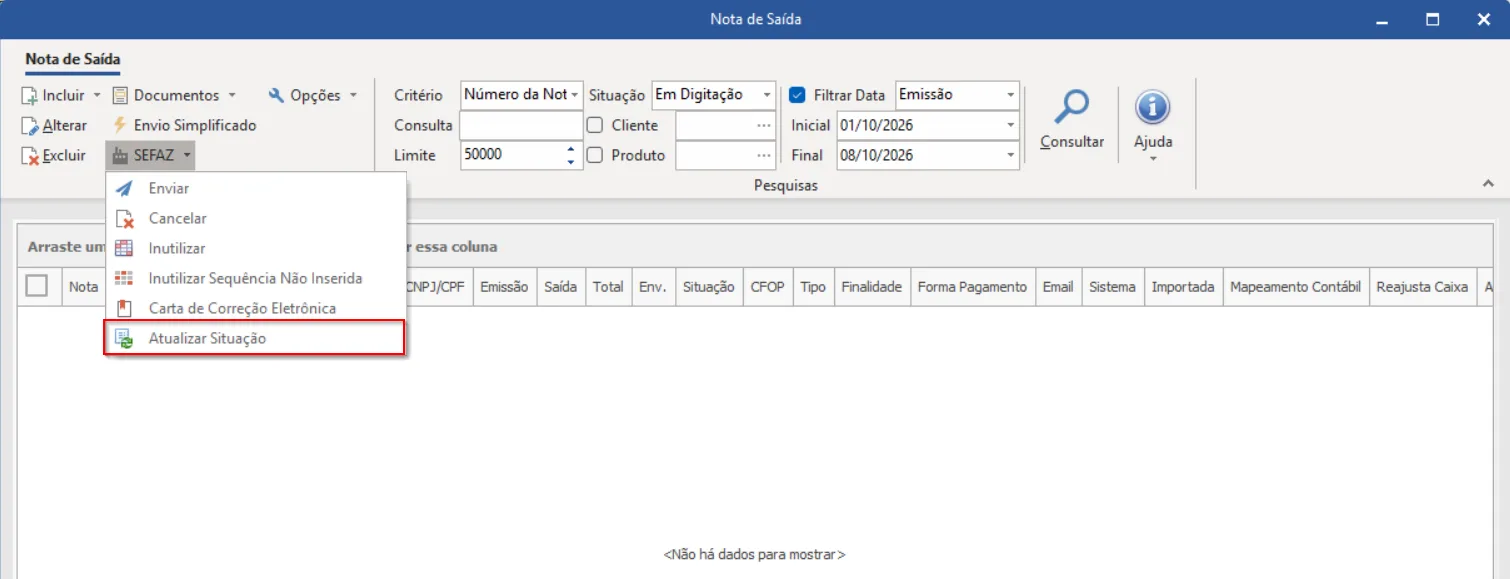 Nota de Saída
Nota de Saída
Incluir Documentos Opções
Alterar Envio Simplificado
Excluir SEFAZ
Critério Número da Not Situação Em Digitação Filtrar Data Emissão
Consulta Cliente ... Inicial 01/10/2026
Limite 50000 Produto ... Final 08/10/2026
Consultar Ajuda
Pesquisas
Enviar
Cancelar
Inutilizar
Inutilizar Sequência Não Inserida
Carta de Correção Eletrônica
Atualizar Situação
Arraste um r essa coluna
Nota CNPJ/CPF Emissão Saída Total Env. Situação CFOP Tipo Finalidade Forma Pagamento Email Sistema Importada Mapeamento Contábil Reajusta Caixa A
<Não há dados para mostrar>